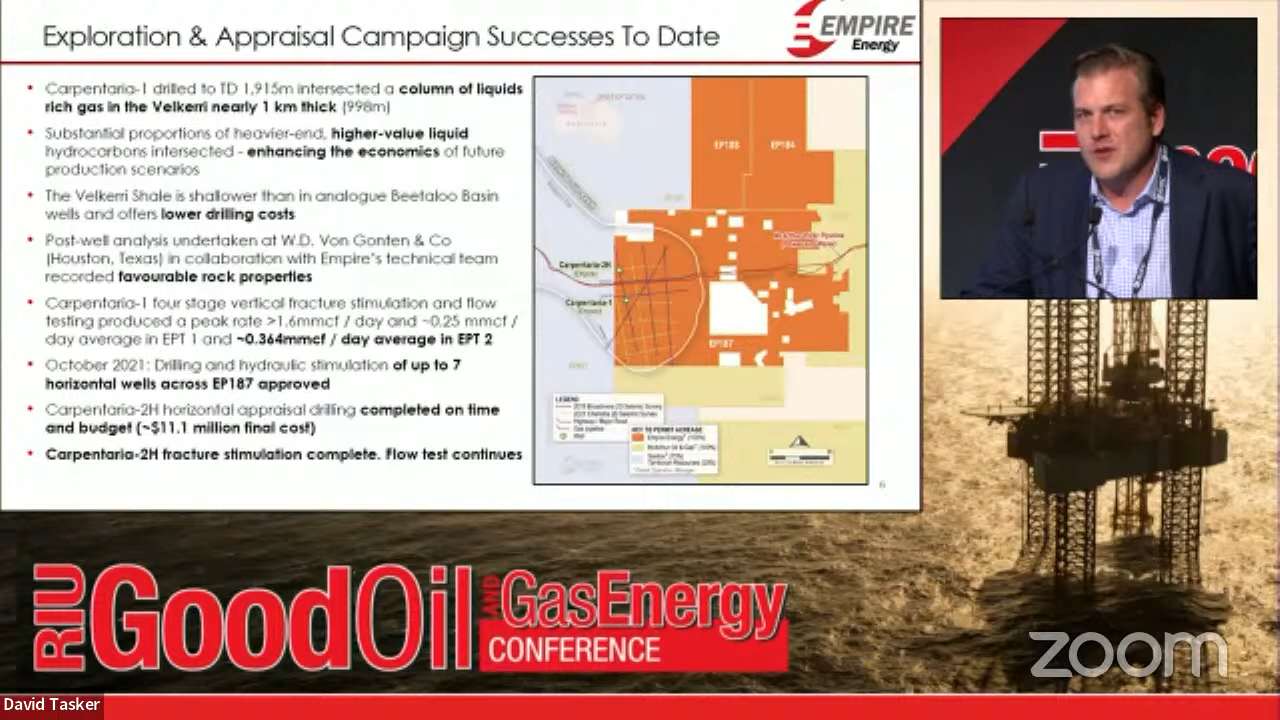 Exploration & Appraisal Campaign Successes To Date
EMPIRE
Energy
• Carpentaria-1 drilled to TD 1,915m intersected a column of liquids
rich gas in the Velkerri nearly 1 km thick (998m)
• Substantial proportions of heavier-end, higher-value liquid
hydrocarbons intersected - enhancing the economics of future
production scenarios
• The Velkerri Shale is shallower than in analogue Beetaloo Basin
wells and offers lower drilling costs
• Post-well analysis undertaken at W.D. Von Gonten & Co
(Houston, Texas) in collaboration with Empire's technical team
recorded favourable rock properties
• Carpentaria-1 four stage vertical fracture stimulation and flow
testing produced a peak rate >1.6mmcf / day and ~0.25 mmcf /
day average in EPT 1 and ~0.364mmcf / day average in EPT 2
• October 2021: Drilling and hydraulic stimulation of up to 7
horizontal wells across EP187 approved
• Carpentaria-2H horizontal appraisal drilling completed on time
and budget (~$11.1 million final cost)
• Carpentaria-2H fracture stimulation complete. Flow test continues
EP184
Carpentaria-2H
Carpentaria-1
EP187
LEGEND
6
RIU
GoodOil AND GasEnergy
CONFERENCE
zoom
David Tasker